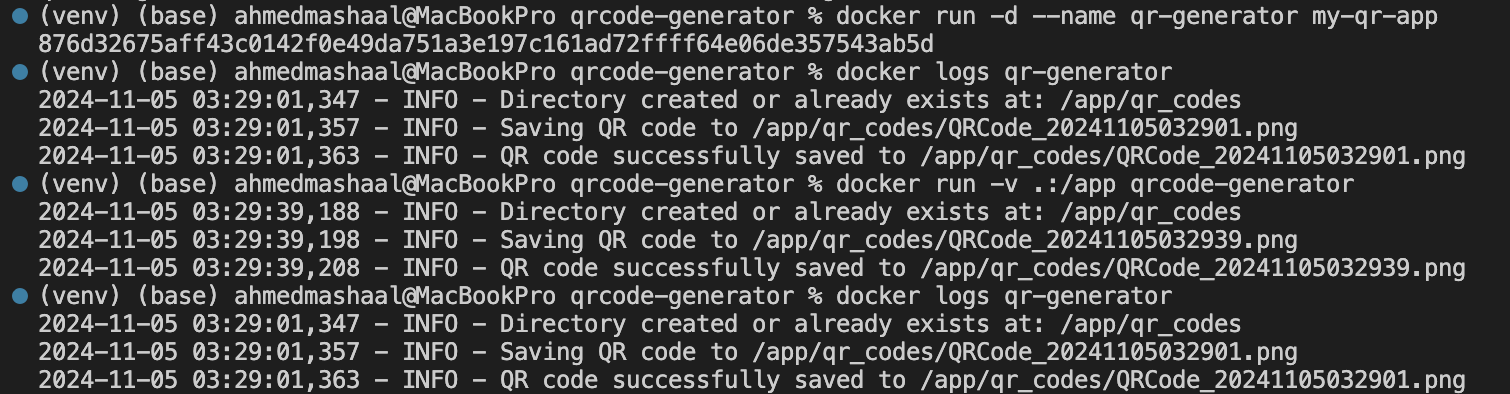 (venv) (base) ahmedmashaal@MacBookPro qrcode-generator % docker run -d --name qr-generator my-qr-app
876d32675aff43c0142f0e49da751a3e197c161ad72ffff64e06de357543ab5d
(venv) (base) ahmedmashaal@MacBookPro qrcode-generator % docker logs qr-generator
2024-11-05 03:29:01,347 - INFO - Directory created or already exists at: /app/qr_codes
2024-11-05 03:29:01,357 - INFO - Saving QR code to /app/qr_codes/QRCode_20241105032901.png
2024-11-05 03:29:01,363 - INFO - QR code successfully saved to /app/qr_codes/QRCode_20241105032901.png
(venv) (base) ahmedmashaal@MacBookPro qrcode-generator % docker run -v .:/app qrcode-generator
2024-11-05 03:29:39,188 - INFO - Directory created or already exists at: /app/qr_codes
2024-11-05 03:29:39,198 - INFO - Saving QR code to /app/qr_codes/QRCode_20241105032939.png
2024-11-05 03:29:39,208 - INFO - QR code successfully saved to /app/qr_codes/QRCode_20241105032939.png
(venv) (base) ahmedmashaal@MacBookPro qrcode-generator % docker logs qr-generator
2024-11-05 03:29:01,347 - INFO - Directory created or already exists at: /app/qr_codes
2024-11-05 03:29:01,357 - INFO - Saving QR code to /app/qr_codes/QRCode_20241105032901.png
2024-11-05 03:29:01,363 - INFO - QR code successfully saved to /app/qr_codes/QRCode_20241105032901.png